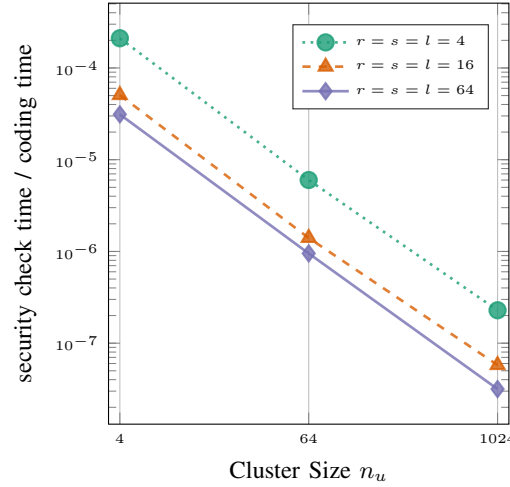 r = s = l = 4
r = s = l = 16
r = s = l = 64
10⁻⁴
10⁻⁵
10⁻⁶
10⁻⁷
security check time / coding time
4
64
1024
Cluster Size nᵤ